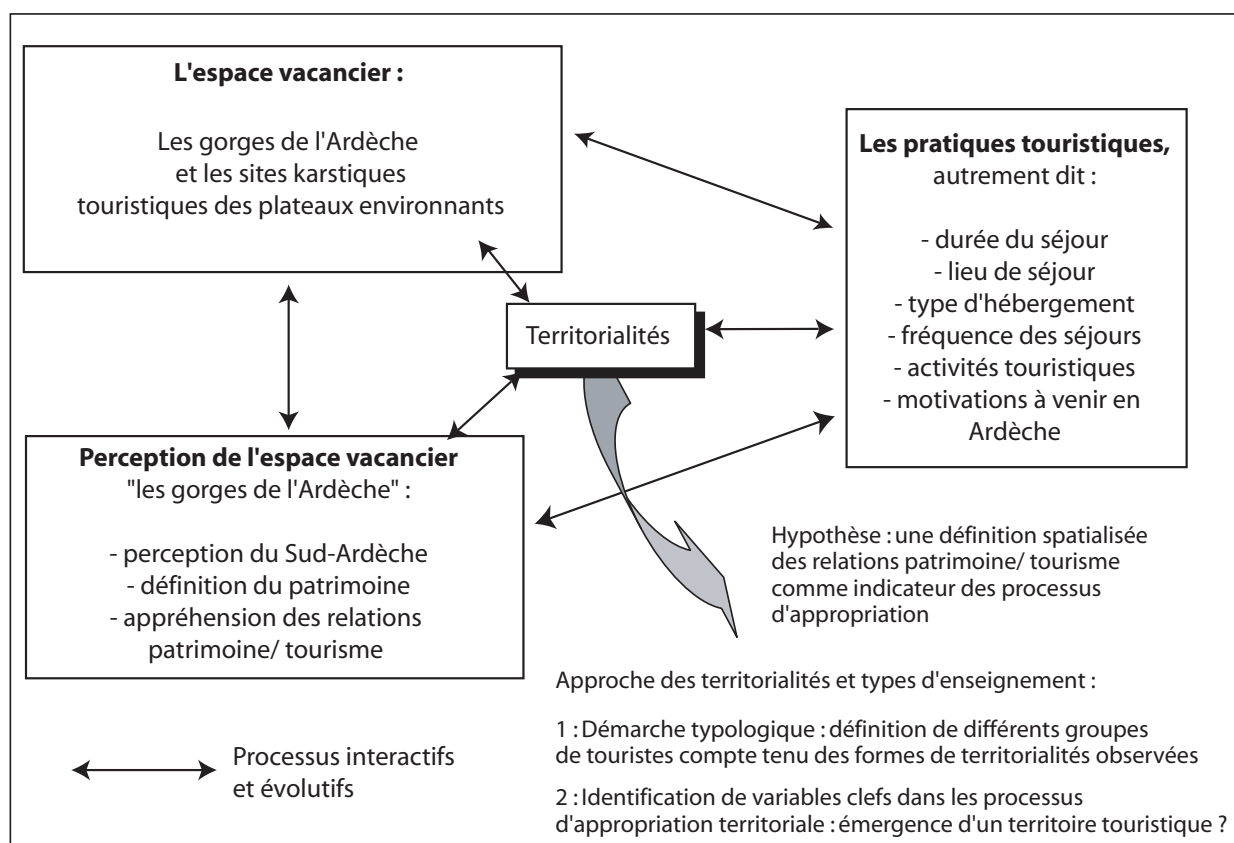 L'espace vacancier :
Les gorges de l'Ardèche
et les sites karstiques
touristiques des plateaux environnants
Les pratiques touristiques,
autrement dit :
- durée du séjour
- lieu de séjour
- type d'hébergement
- fréquence des séjours
- activités touristiques
- motivations à venir en
Ardèche
Territorialités
Perception de l'espace vacancier
"les gorges de l'Ardèche" :
- perception du Sud-Ardèche
- définition du patrimoine
- appréhension des relations
patrimoine/ tourisme
Hypothèse : une définition spatialisée
des relations patrimoine/ tourisme
comme indicateur des processus
d'appropriation
Approche des territorialités et types d'enseignement :
1 : Démarche typologique : définition de différents groupes
de touristes compte tenu des formes de territorialités observées
2 : Identification de variables clefs dans les processus
d'appropriation territoriale : émergence d'un territoire touristique ?
Processus interactifs
et évolutifs